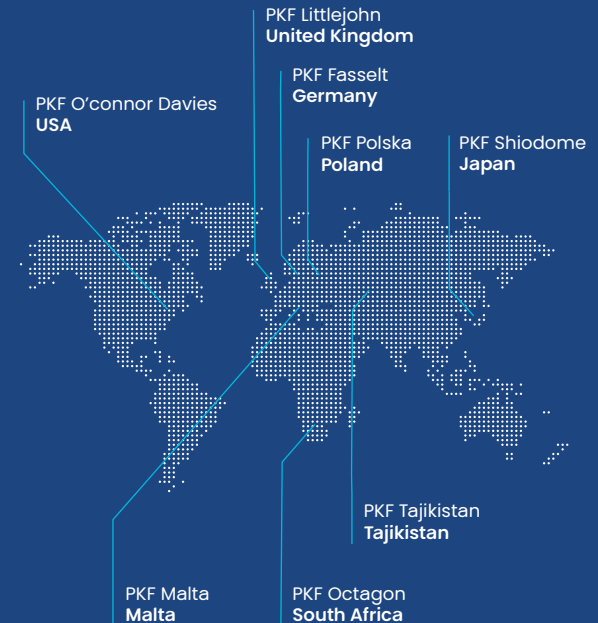 PKF Littlejohn
United Kingdom
PKF Fasselt
Germany
PKF O'connor Davies
USA
PKF Polska
Poland
PKF Shiodome
Japan
PKF Tajikistan
Tajikistan
PKF Malta
Malta
PKF Octagon
South Africa